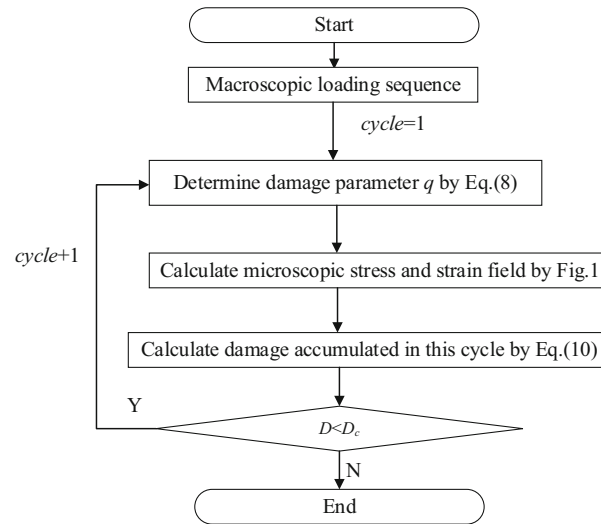 Start
Macroscopic loading sequence
cycle=1
Determine damage parameter q by Eq.(8)
cycle+1
Calculate microscopic stress and strain field by Fig.1
Calculate damage accumulated in this cycle by Eq.(10)
Y
D<Dc
N
End